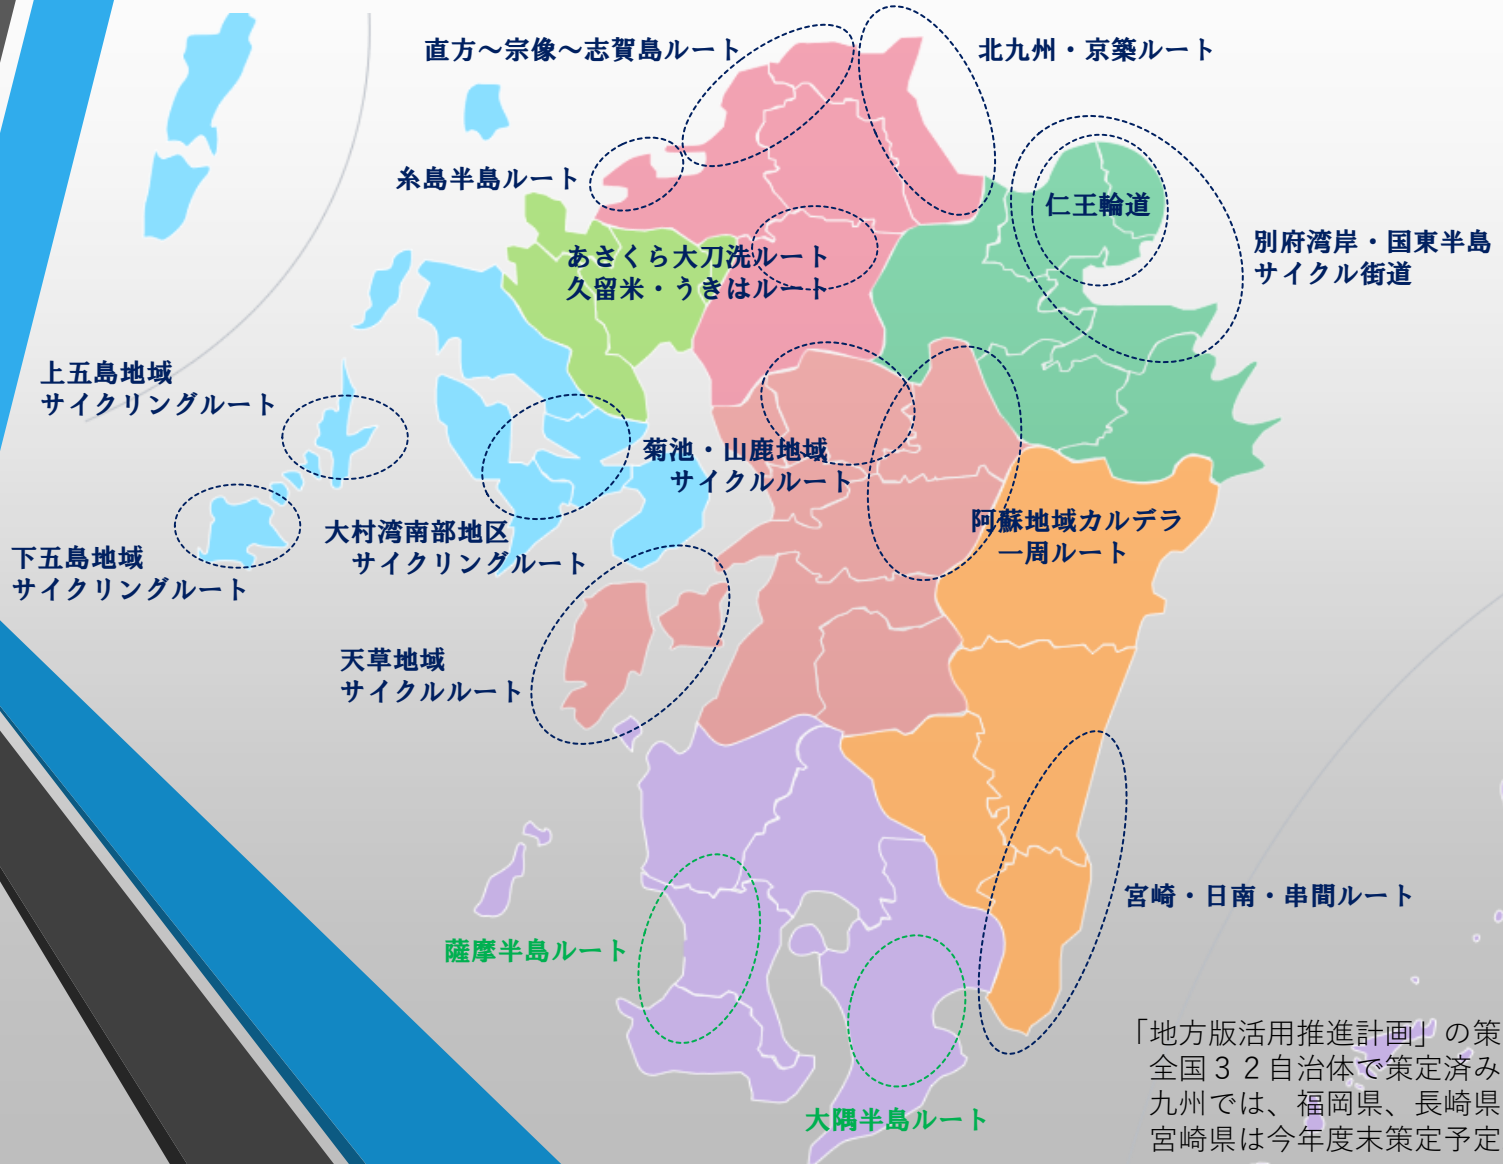 直方～宗像～志賀島ルート
北九州・京築ルート
糸島半島ルート
仁王輪道
別府湾岸・国東半島
サイクル街道
あさくら大刀洗ルート
久留米・うきはルート
上五島地域
サイクリングルート
菊池・山鹿地域
サイクルルート
大村湾南部地区
サイクリングルート
阿蘇地域カルデラ
一周ルート
下五島地域
サイクリングルート
天草地域
サイクルルート
宮崎・日南・串間ルート
薩摩半島ルート
大隅半島ルート
「地方版活用推進計画」の策
全国３２自治体で策定済み
九州では、福岡県、長崎県
宮崎県は今年度末策定予定